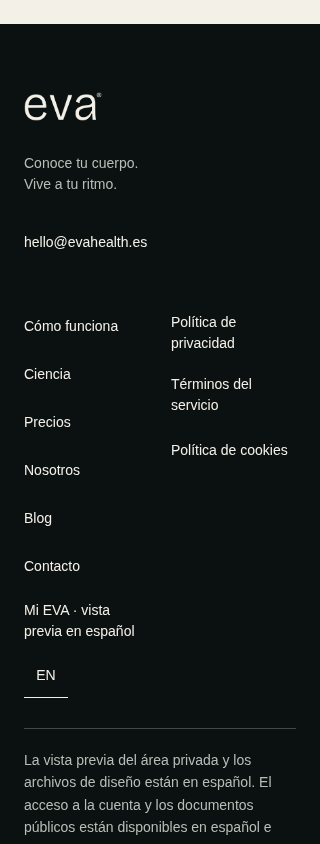 eva®
Conoce tu cuerpo.
Vive a tu ritmo.
hello@evahealth.es
Cómo funciona
Ciencia
Precios
Nosotros
Blog
Contacto
Mi EVA · vista
previa en español
EN
Política de
privacidad
Términos del
servicio
Política de cookies
La vista previa del área privada y los
archivos de diseño están en español. El
acceso a la cuenta y los documentos
públicos están disponibles en español e